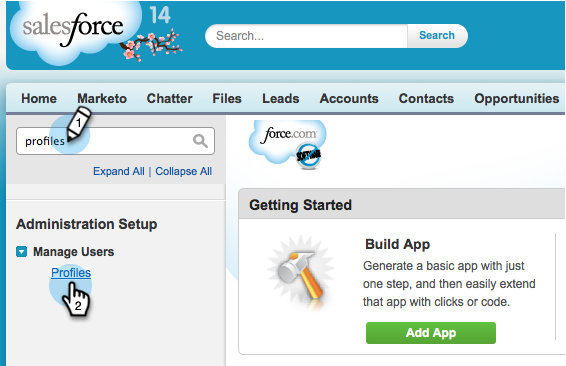 salesforce
14
Search...
Search
Home Marketo Chatter Files Leads Accounts Contacts Opportunities
1
profiles
Expand All | Collapse All
force.com
Getting Started
Administration Setup
Manage Users
Profiles
2
Build App
Generate a basic app with just
one step, and then easily extend
that app with clicks or code.
Add App